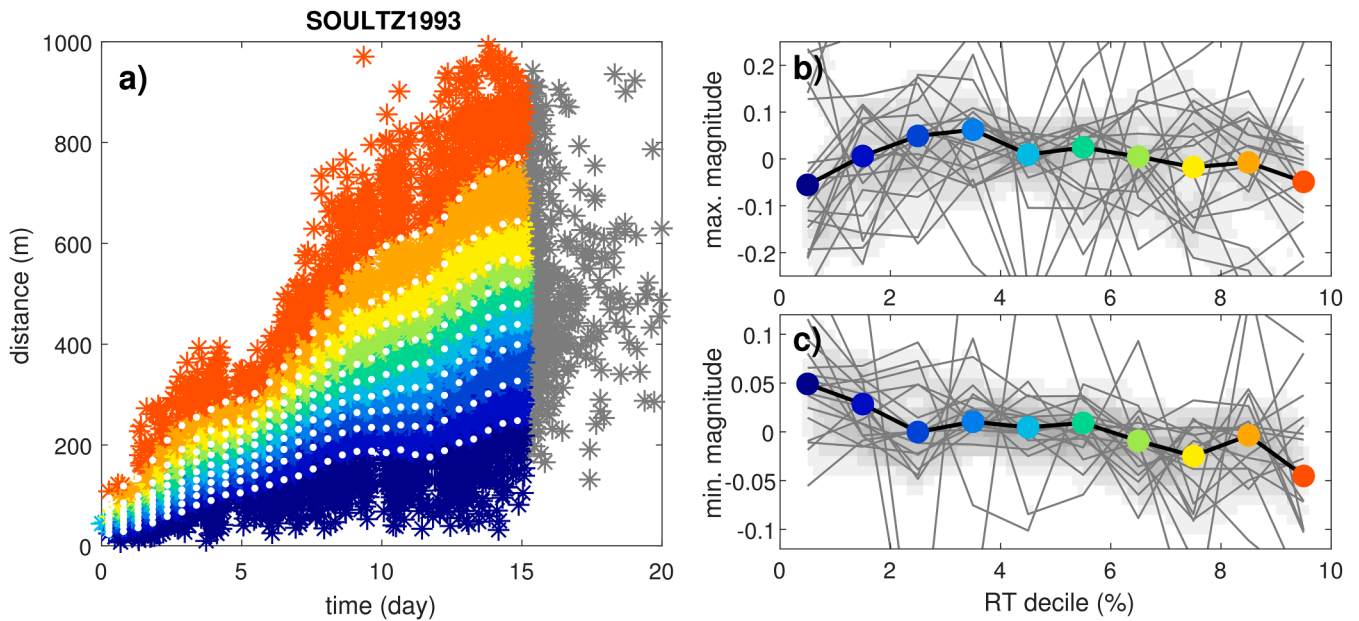 SOULTZ1993
a)
distance (m)
1000
800
600
400
200
0
0 5 10 15 20
time (day)
b)
max. magnitude
0.2
0.1
0
-0.1
-0.2
0 2 4 6 8 10
c)
min. magnitude
0.1
0.05
0
-0.05
-0.1
0 2 4 6 8 10
RT decile (%)